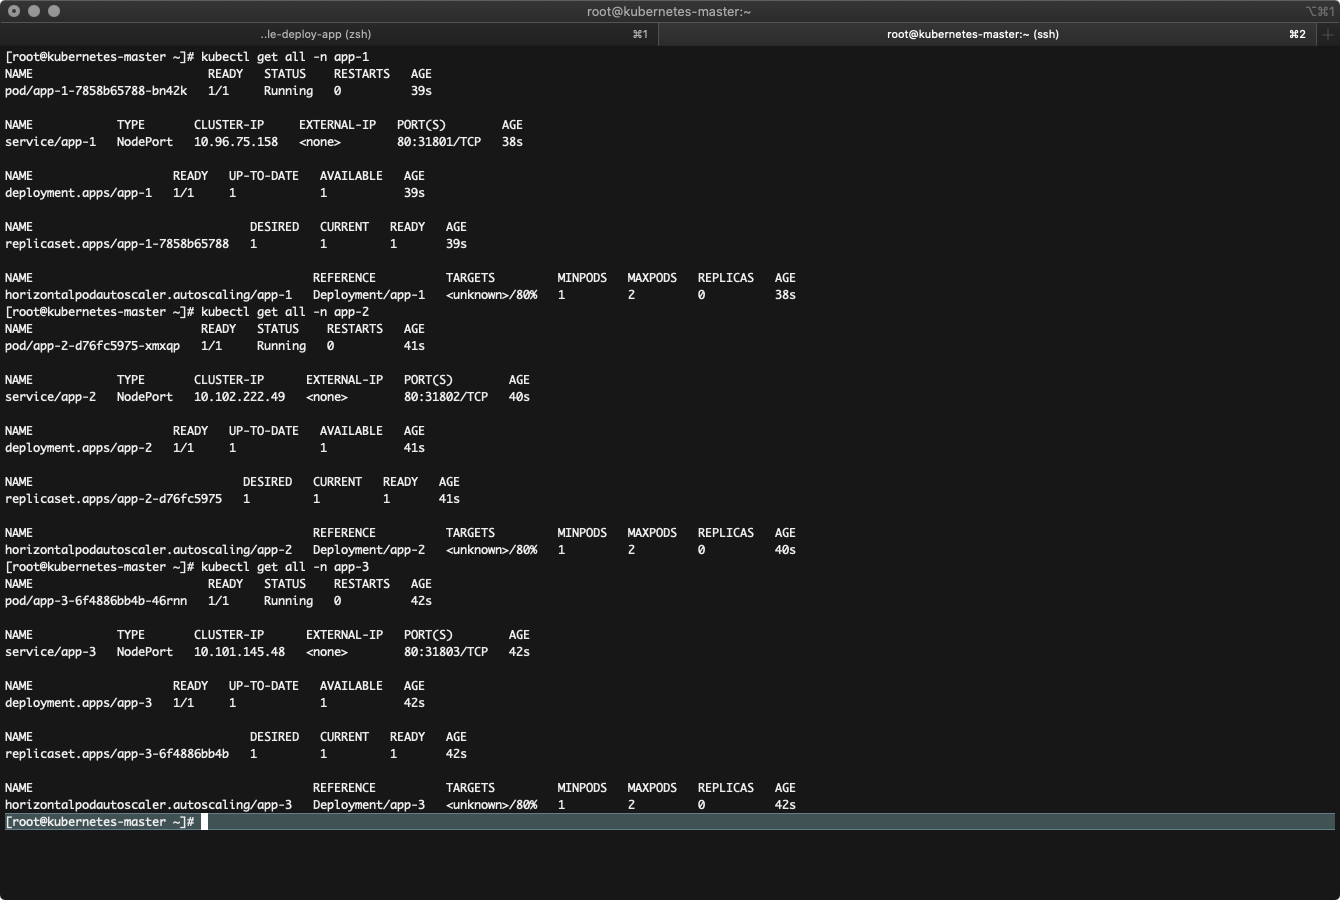 root@kubernetes-master:~
⌥⌘1
..le-deploy-app (zsh) ⌘1 root@kubernetes-master:~ (ssh) ⌘2 +
[root@kubernetes-master ~]# kubectl get all -n app-1
NAME READY STATUS RESTARTS AGE
pod/app-1-7858b65788-bn42k 1/1 Running 0 39s
NAME TYPE CLUSTER-IP EXTERNAL-IP PORT(S) AGE
service/app-1 NodePort 10.96.75.158 <none> 80:31801/TCP 38s
NAME READY UP-TO-DATE AVAILABLE AGE
deployment.apps/app-1 1/1 1 1 39s
NAME DESIRED CURRENT READY AGE
replicaset.apps/app-1-7858b65788 1 1 1 39s
NAME REFERENCE TARGETS MINPODS MAXPODS REPLICAS AGE
horizontalpodautoscaler.autoscaling/app-1 Deployment/app-1 <unknown>/80% 1 2 0 38s
[root@kubernetes-master ~]# kubectl get all -n app-2
NAME READY STATUS RESTARTS AGE
pod/app-2-d76fc5975-xmxqp 1/1 Running 0 41s
NAME TYPE CLUSTER-IP EXTERNAL-IP PORT(S) AGE
service/app-2 NodePort 10.102.222.49 <none> 80:31802/TCP 40s
NAME READY UP-TO-DATE AVAILABLE AGE
deployment.apps/app-2 1/1 1 1 41s
NAME DESIRED CURRENT READY AGE
replicaset.apps/app-2-d76fc5975 1 1 1 41s
NAME REFERENCE TARGETS MINPODS MAXPODS REPLICAS AGE
horizontalpodautoscaler.autoscaling/app-2 Deployment/app-2 <unknown>/80% 1 2 0 40s
[root@kubernetes-master ~]# kubectl get all -n app-3
NAME READY STATUS RESTARTS AGE
pod/app-3-6f4886bb4b-46rnn 1/1 Running 0 42s
NAME TYPE CLUSTER-IP EXTERNAL-IP PORT(S) AGE
service/app-3 NodePort 10.101.145.48 <none> 80:31803/TCP 42s
NAME READY UP-TO-DATE AVAILABLE AGE
deployment.apps/app-3 1/1 1 1 42s
NAME DESIRED CURRENT READY AGE
replicaset.apps/app-3-6f4886bb4b 1 1 1 42s
NAME REFERENCE TARGETS MINPODS MAXPODS REPLICAS AGE
horizontalpodautoscaler.autoscaling/app-3 Deployment/app-3 <unknown>/80% 1 2 0 42s
[root@kubernetes-master ~]#